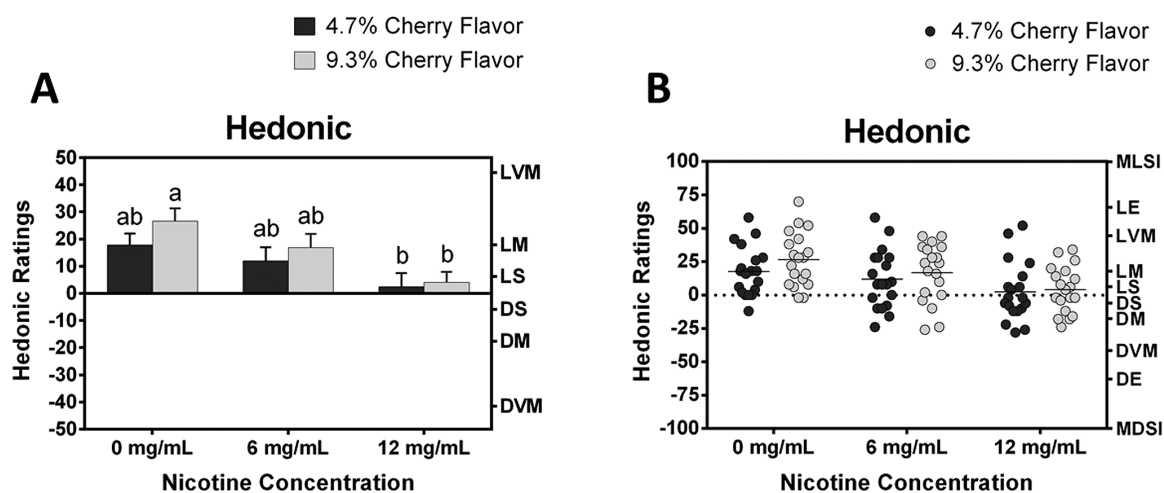 4.7% Cherry Flavor
9.3% Cherry Flavor
A
Hedonic
Hedonic Ratings
50
40
30
20
10
0
-10
-20
-30
-40
-50
ab
a
ab
ab
b
b
LVM
LM
LS
DS
DM
DVM
0 mg/mL
6 mg/mL
12 mg/mL
Nicotine Concentration
4.7% Cherry Flavor
9.3% Cherry Flavor
B
Hedonic
Hedonic Ratings
100
75
50
25
0
-25
-50
-75
-100
MLSI
LE
LVM
LM
LS
DS
DM
DVM
DE
MDSI
0 mg/mL
6 mg/mL
12 mg/mL
Nicotine Concentration